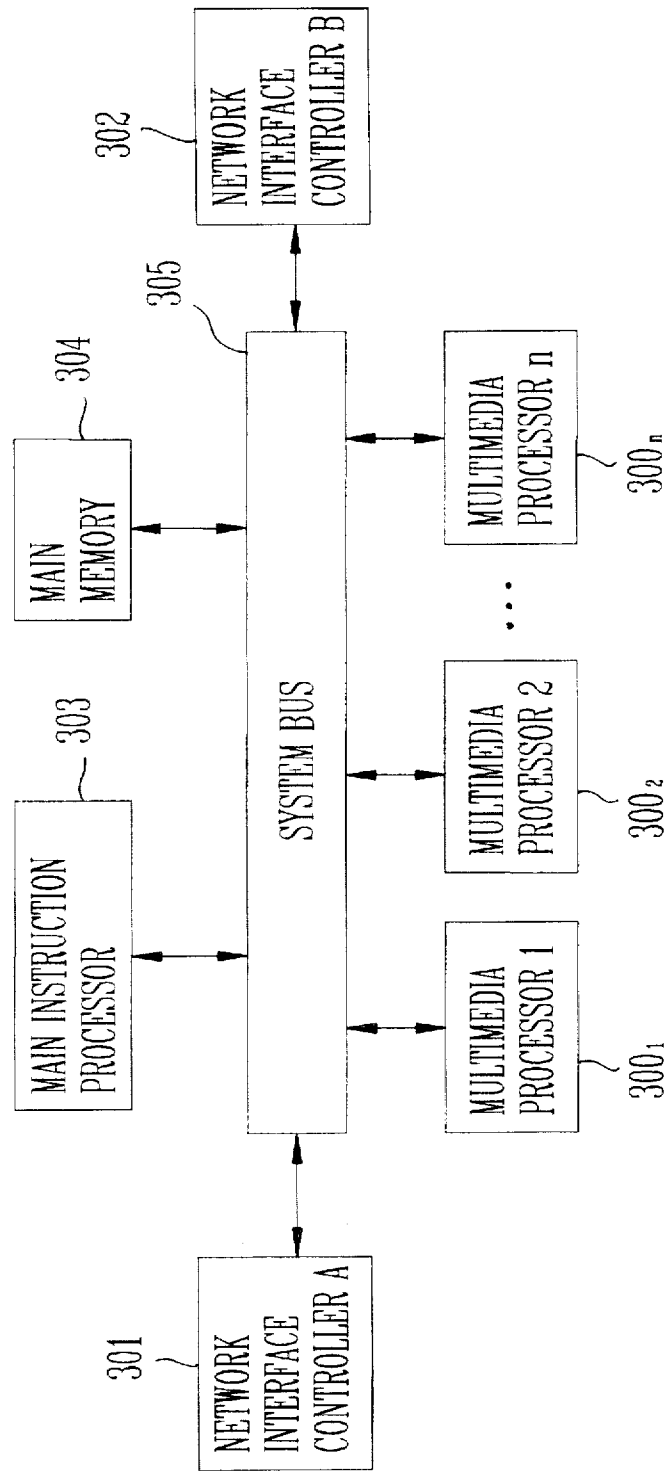 303
MAIN INSTRUCTION
PROCESSOR
304
MAIN
MEMORY
301
NETWORK
INTERFACE
CONTROLLER A
305
SYSTEM BUS
302
NETWORK
INTERFACE
CONTROLLER B
MULTIMEDIA
PROCESSOR 1
300₁
MULTIMEDIA
PROCESSOR 2
300₂
...
MULTIMEDIA
PROCESSOR n
300ₙ